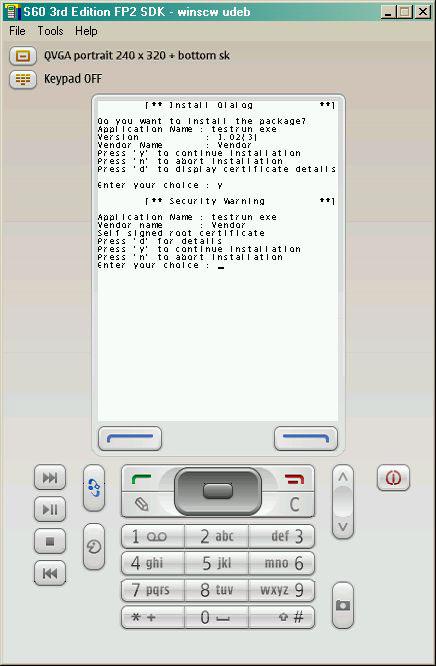 S60 3rd Edition FP2 SDK - winscw udeb
File Tools Help
QVGA portrait 240 x 320 + bottom sk
Keypad OFF
[** Install Dialog **]
Do you want to install the package?
Application Name : testrun exe
Version : 1.02(3)
Vendor Name : Vendor
Press 'y' to continue installation
Press 'n' to abort installation
Press 'd' to display certificate details
Enter your choice : y
[** Security Warning **]
Application Name : testrun exe
Vendor name : Vendor
Self signed root certificate
Press 'd' for details
Press 'y' to continue installation
Press 'n' to abort installation
Enter your choice : _
C
1 2 abc def 3
4 ghi 5 jkl mno 6
7 pqrs 8 tuv wxyz 9
* + 0 #